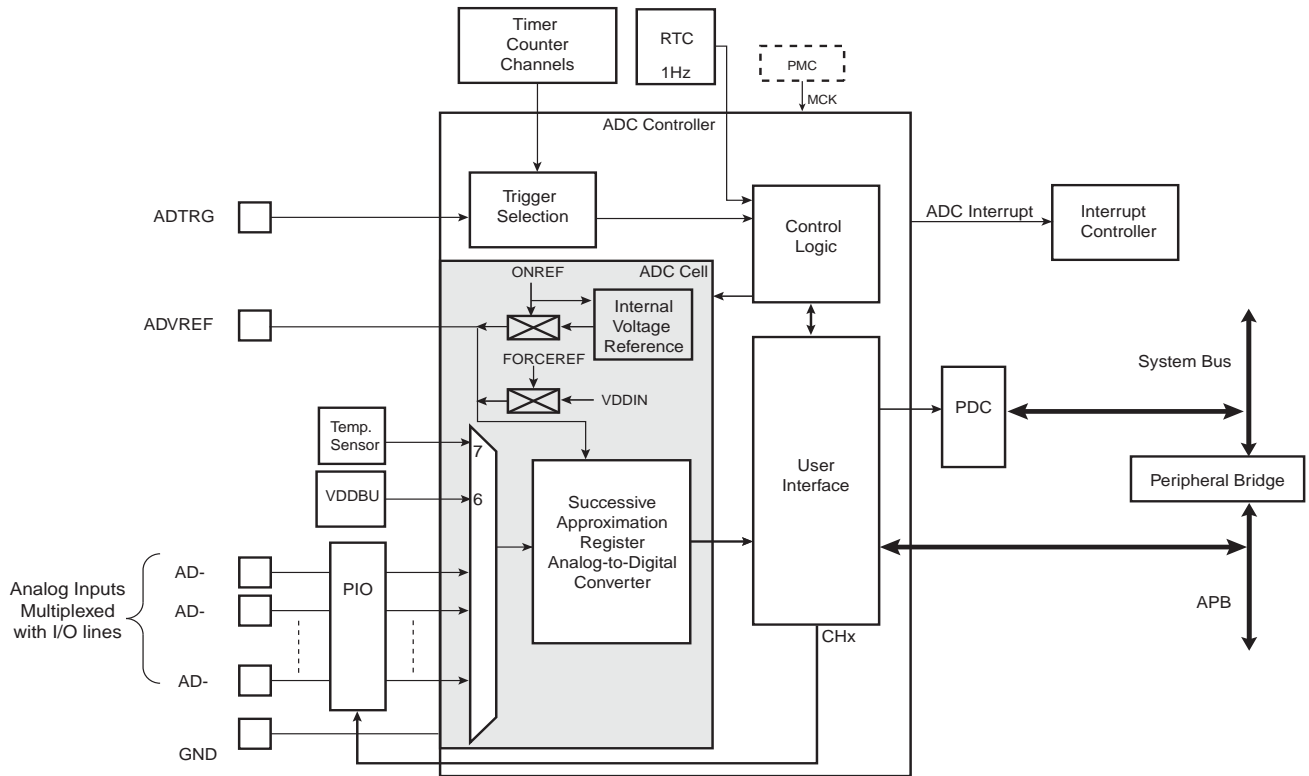 Timer
Counter
Channels
RTC
1Hz
PMC
MCK
ADC Controller
ADTRG
Trigger
Selection
Control
Logic
ADC Interrupt
Interrupt
Controller
ADC Cell
ONREF
ADVREF
Internal
Voltage
Reference
FORCEREF
VDDIN
System Bus
PDC
Temp.
Sensor
7
VDDBU
6
Successive
Approximation
Register
Analog-to-Digital
Converter
User
Interface
Peripheral Bridge
Analog Inputs
Multiplexed
with I/O lines
AD-
AD-
AD-
PIO
APB
CHx
GND